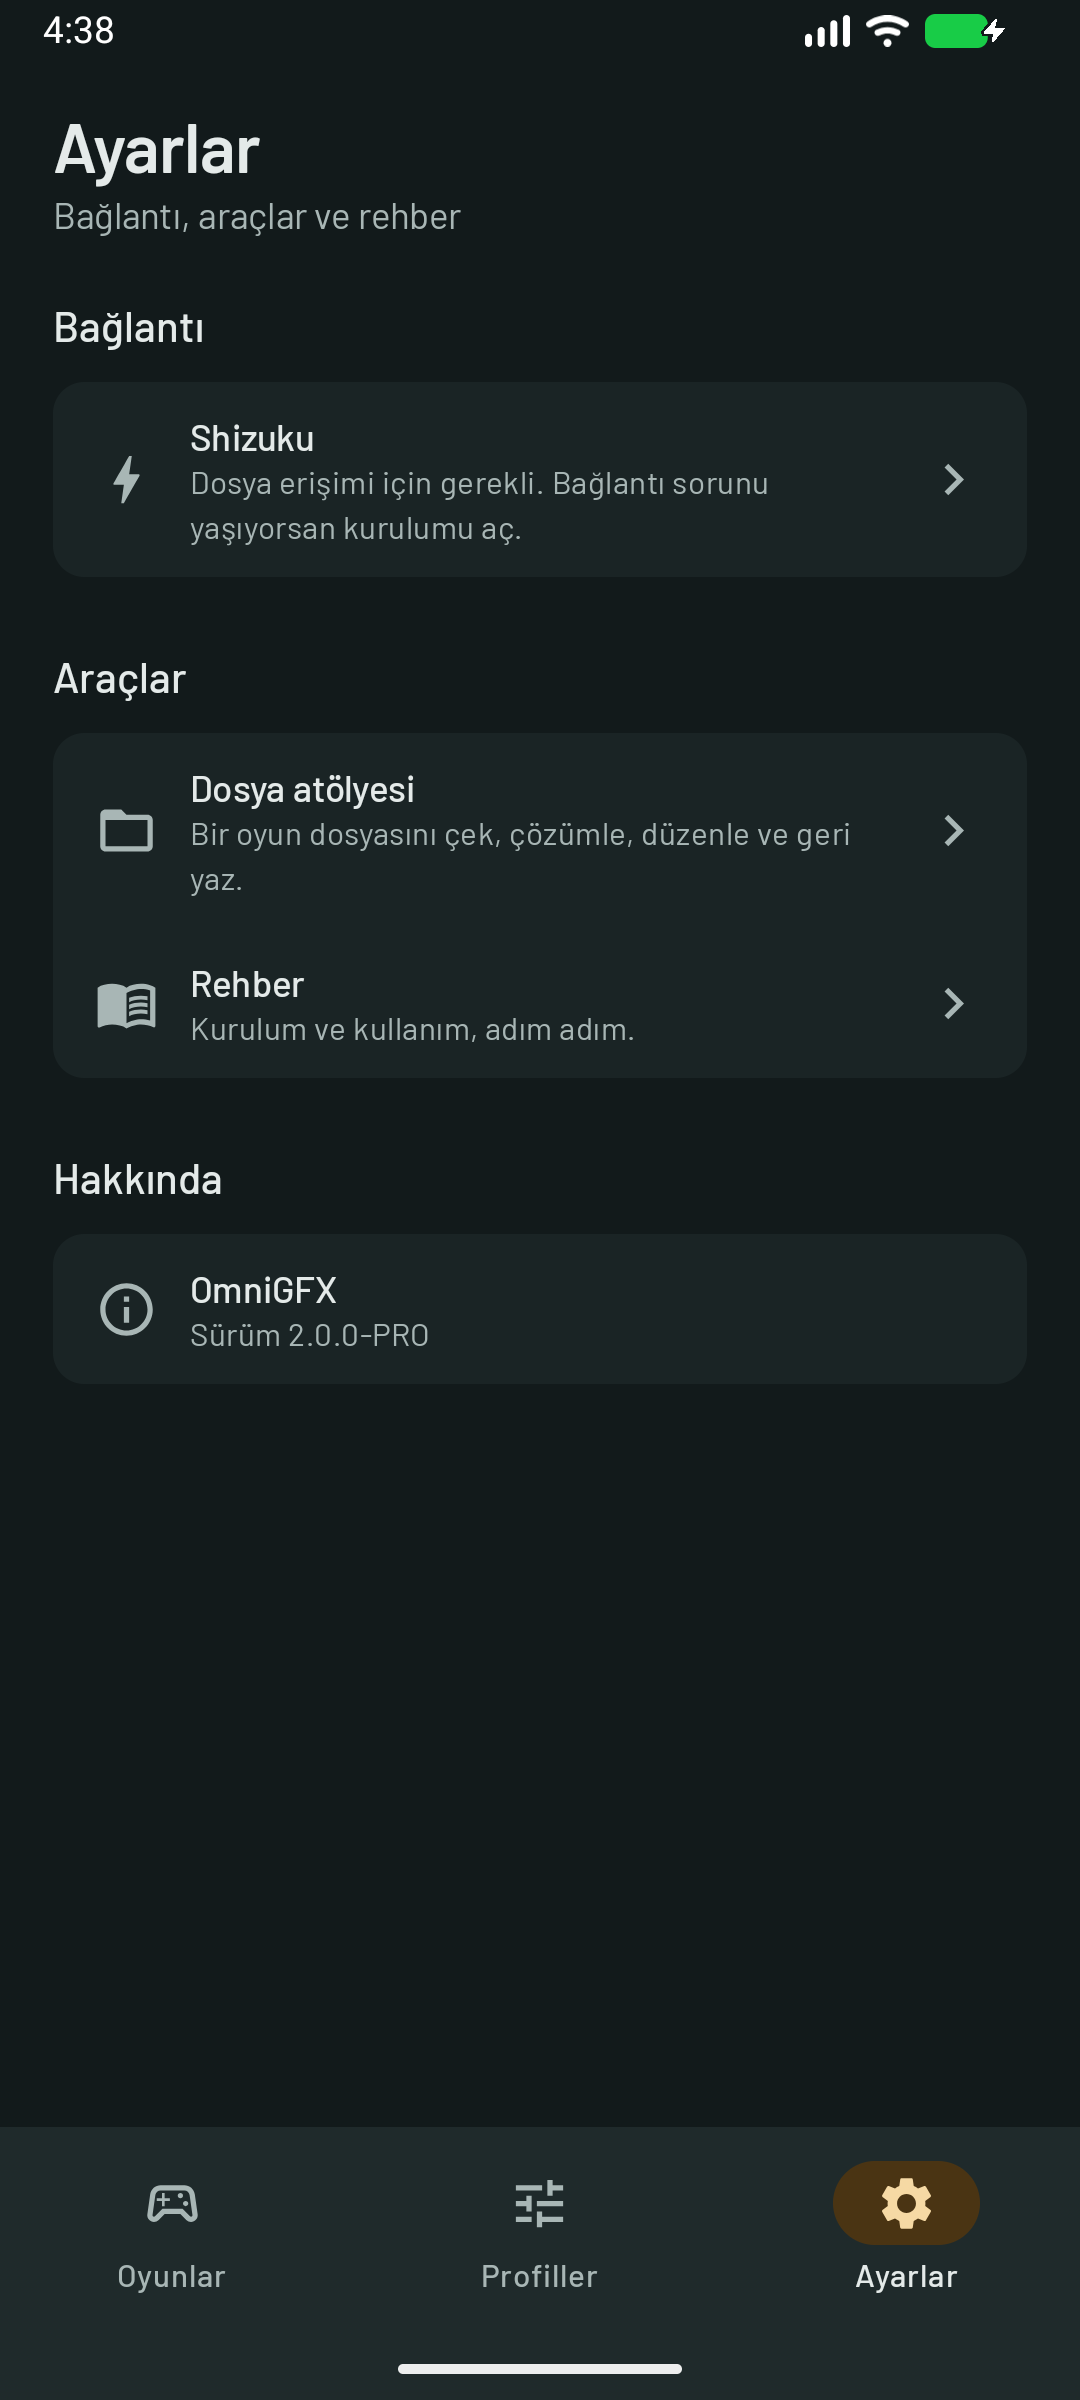 4:38
Ayarlar
Bağlantı, araçlar ve rehber
Bağlantı
Shizuku
Dosya erişimi için gerekli. Bağlantı sorunu
yaşıyorsan kurulumu aç.
Araçlar
Dosya atölyesi
Bir oyun dosyasını çek, çözümle, düzenle ve geri
yaz.
Rehber
Kurulum ve kullanım, adım adım.
Hakkında
OmniGFX
Sürüm 2.0.0-PRO
Oyunlar
Profiller
Ayarlar